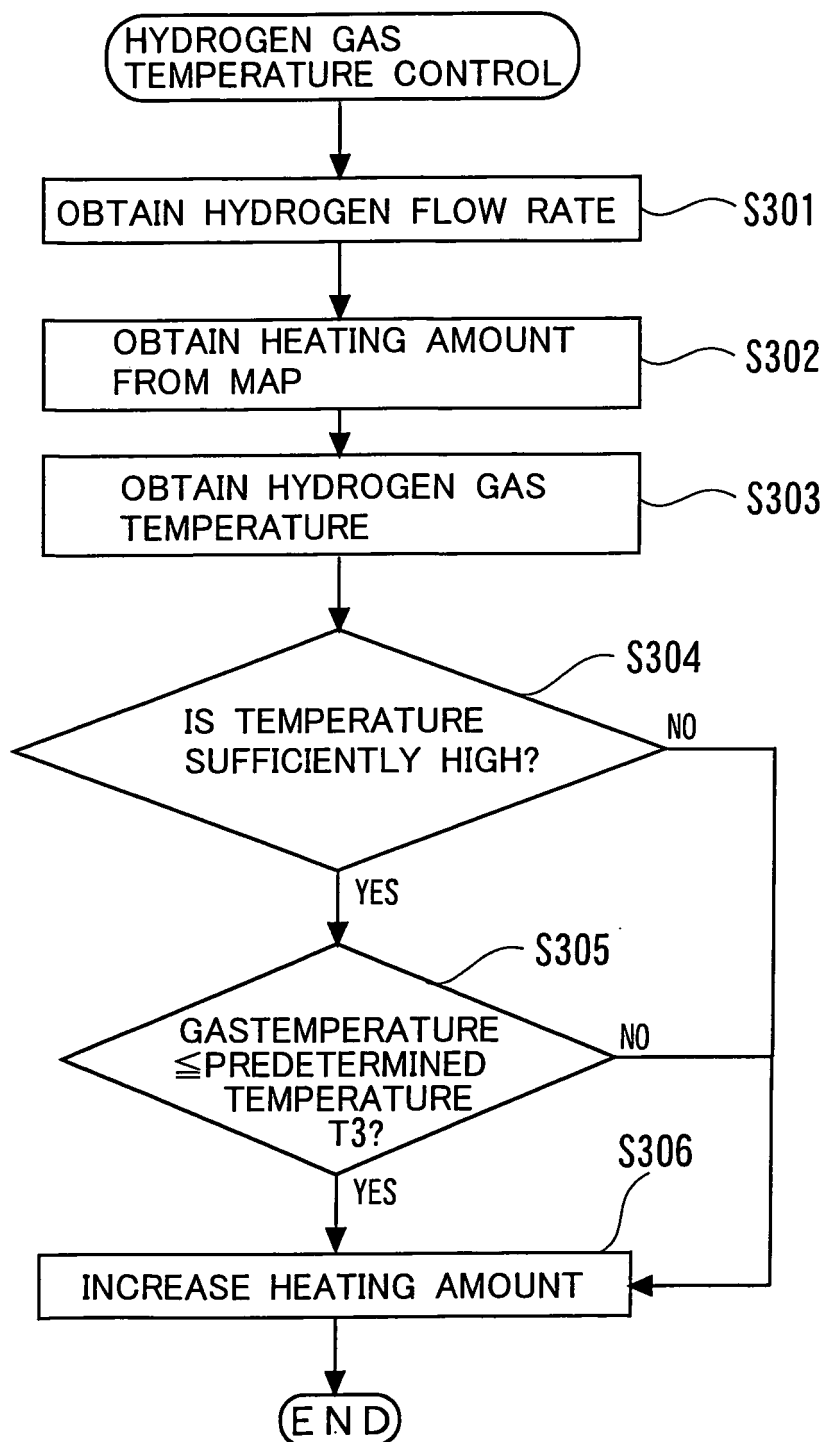 HYDROGEN GAS
TEMPERATURE CONTROL
OBTAIN HYDROGEN FLOW RATE
S301
OBTAIN HEATING AMOUNT
FROM MAP
S302
OBTAIN HYDROGEN GAS
TEMPERATURE
S303
S304
IS TEMPERATURE
SUFFICIENTLY HIGH?
NO
YES
S305
GASTEMPERATURE
≦PREDETERMINED
TEMPERATURE
T3?
NO
YES
S306
INCREASE HEATING AMOUNT
END